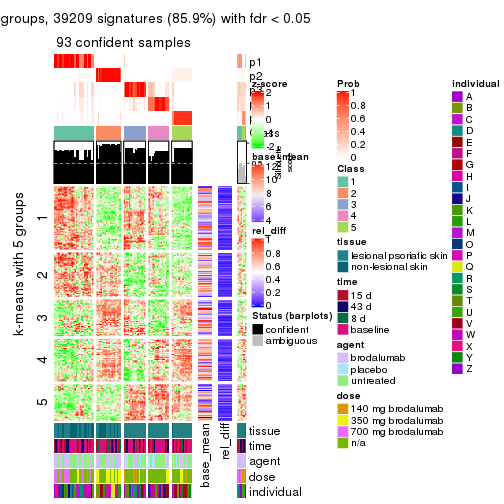 groups, 39209 signatures (85.9%) with fdr < 0.05
93 confident samples
p1
p2
k-means with 5 groups
1
2
3
4
5
tissue
time
agent
dose
individual
base_mean
rel_diff
z-score
2
1
0
-1
-2
base_mean
12
10
8
6
4
rel_diff
1
0.8
0.6
0.4
0.2
0
Status (barplots)
confident
ambiguous
Silhouette
score
Prob
1
0.8
0.6
0.4
0.2
0
Class
1
2
3
4
5
tissue
lesional psoriatic skin
non-lesional skin
time
15 d
43 d
8 d
baseline
agent
brodalumab
placebo
untreated
dose
140 mg brodalumab
350 mg brodalumab
700 mg brodalumab
n/a
individual
A
B
C
D
E
F
G
H
I
J
K
L
M
O
P
Q
R
S
T
U
V
W
X
Y
Z